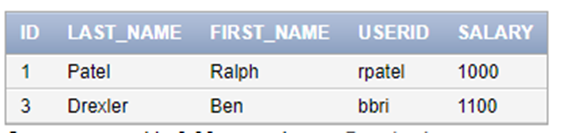 ID LAST_NAME FIRST_NAME USERID SALARY
1 Patel Ralph rpatel 1000
3 Drexler Ben bbri 1100